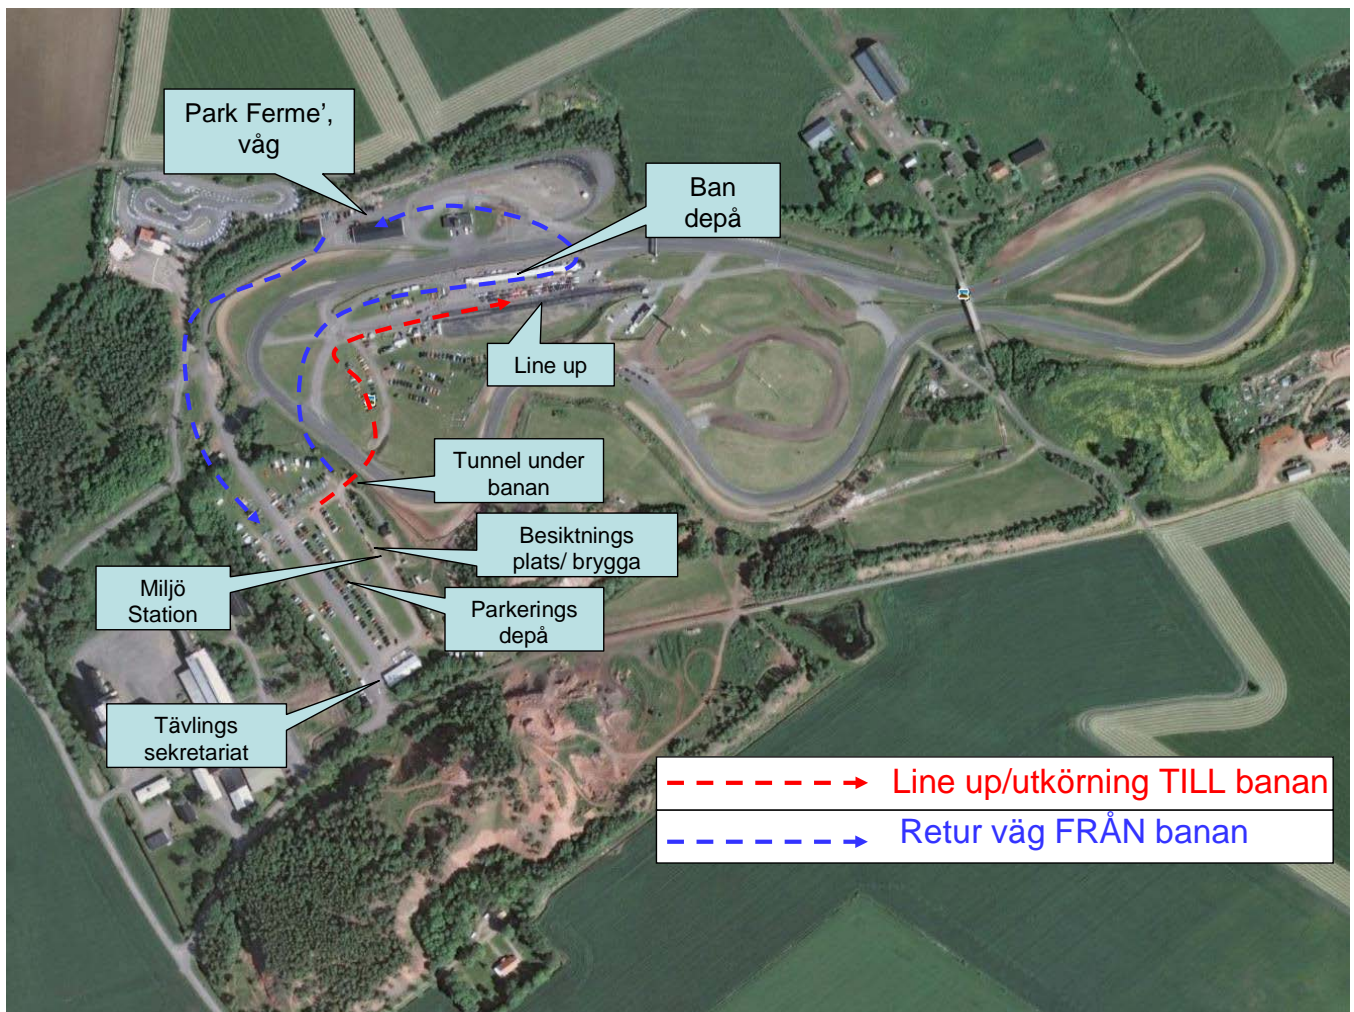 Park Ferme’,
våg
Ban
depå
Line up
Tunnel under
banan
Besiktnings
plats/ brygga
Miljö
Station
Parkerings
depå
Tävlings
sekretariat
Line up/utkörning TILL banan
Retur väg FRÅN banan